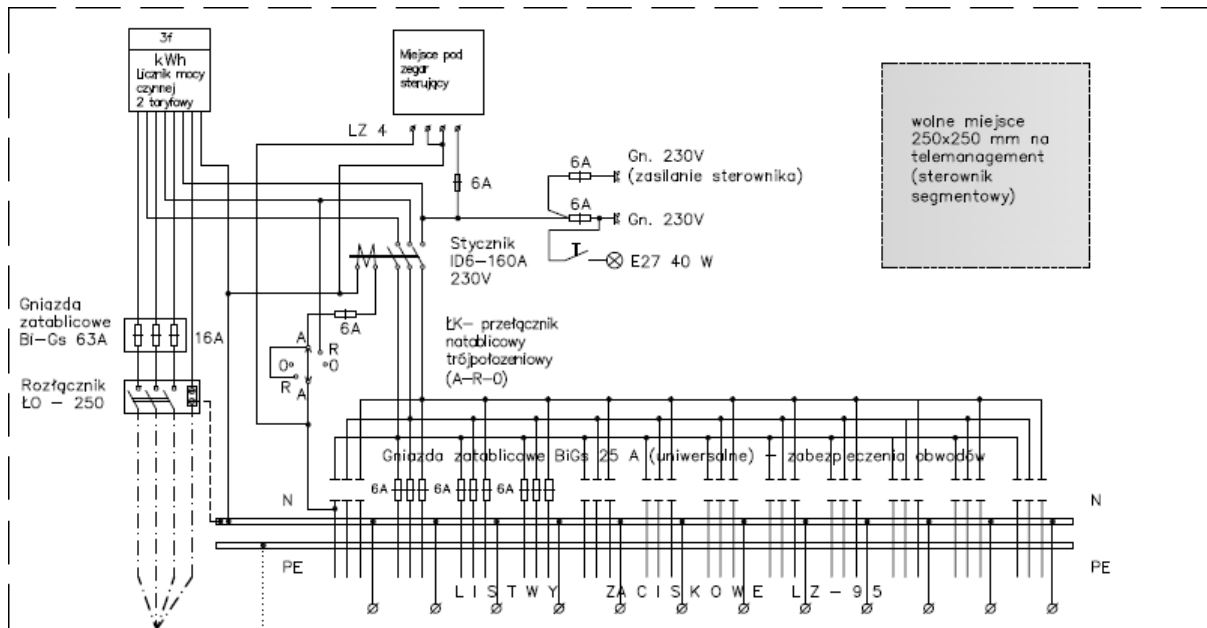 3f
kWh
Licznik mocy
czynnej
2 taryfowy
Miejsce pod
zegar
sterujący
LZ 4
6A
6A
Gn. 230V
(zasilanie sterownika)
6A
Gn. 230V
E27 40 W
wolne miejsce
250x250 mm na
telemanagement
(sterownik
segmentowy)
Stycznik
ID6-160A
230V
Gniazda
zatablicowe
Bi-Gs 63A
16A
6A
ŁK- przełącznik
natablicowy
trójpołozeniowy
(A-R-0)
A
R
0
0
R
A
Rozłącznik
ŁO - 250
Gniazda zatablicowe BiGs 25 A (uniwersalne) - zabezpieczenia obwodów
6A
6A
6A
N
N
PE
PE
LISTWY ZACISKOWE LZ-95